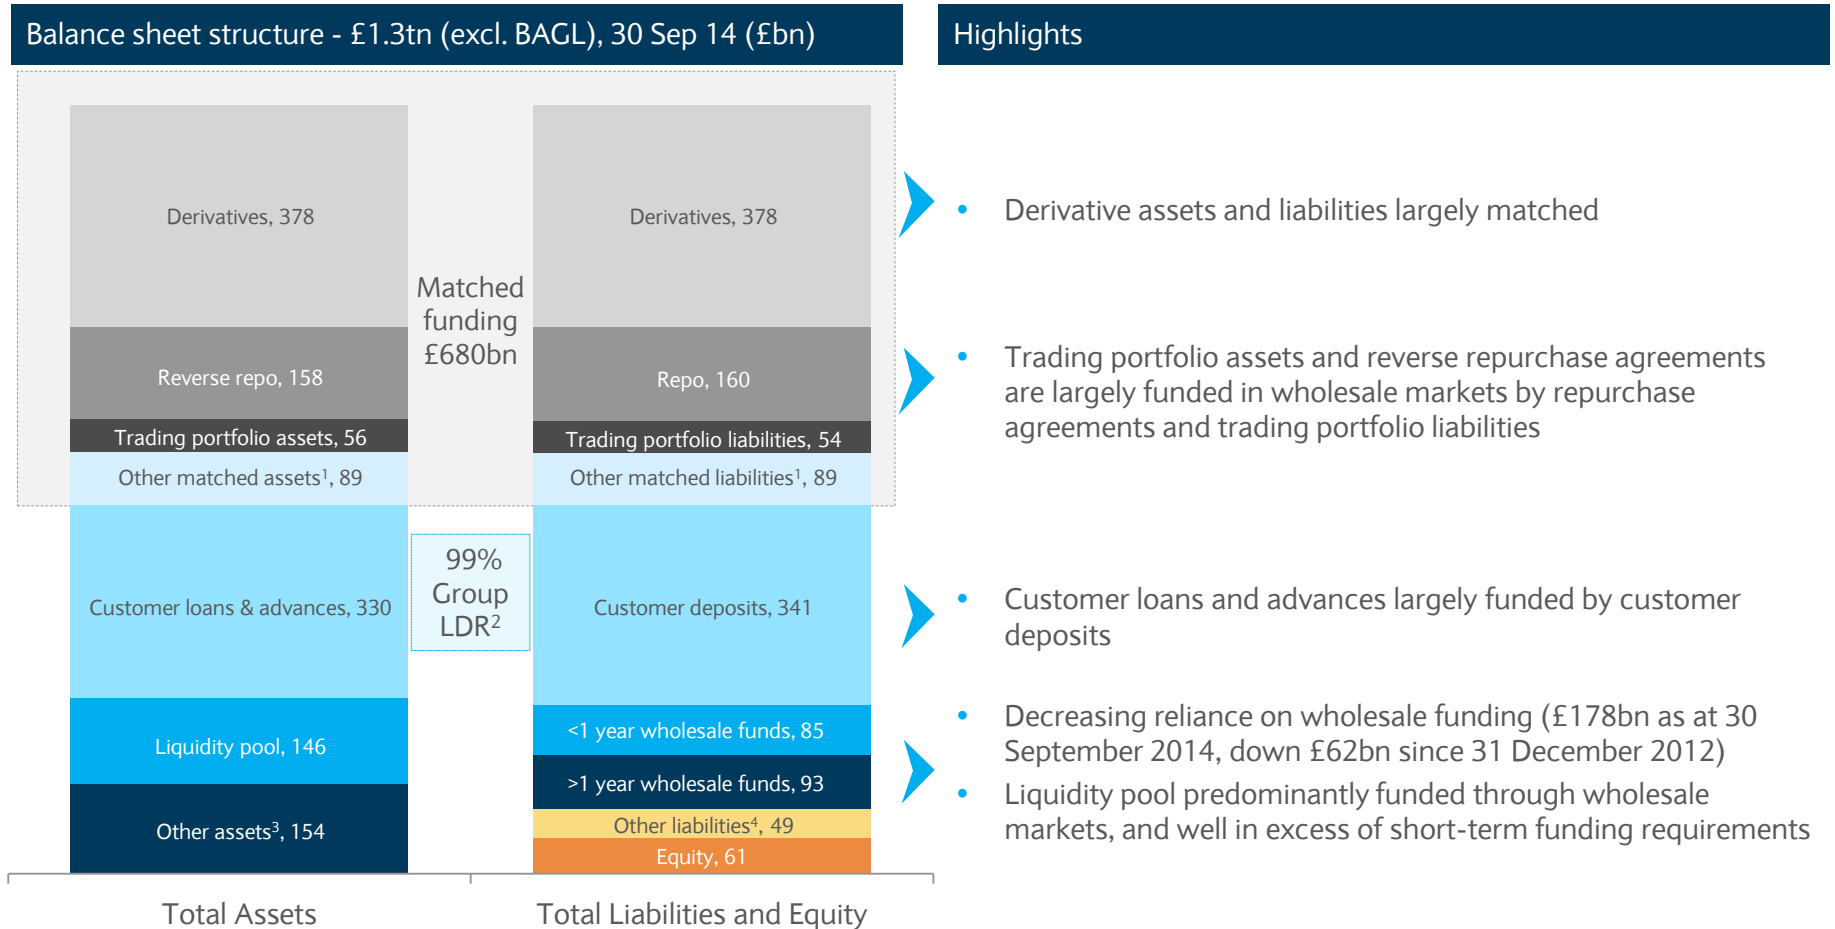 Balance sheet structure - £1.3tn (excl. BAGL), 30 Sep 14 (£bn)
Derivatives, 378
Reverse repo, 158
Trading portfolio assets, 56
Other matched assets¹, 89
Customer loans & advances, 330
Liquidity pool, 146
Other assets³, 154
Total Assets
Matched
funding
£680bn
99%
Group
LDR²
Derivatives, 378
Repo, 160
Trading portfolio liabilities, 54
Other matched liabilities¹, 89
Customer deposits, 341
<1 year wholesale funds, 85
>1 year wholesale funds, 93
Other liabilities⁴, 49
Equity, 61
Total Liabilities and Equity
Highlights
• Derivative assets and liabilities largely matched
• Trading portfolio assets and reverse repurchase agreements
are largely funded in wholesale markets by repurchase
agreements and trading portfolio liabilities
• Customer loans and advances largely funded by customer
deposits
• Decreasing reliance on wholesale funding (£178bn as at 30
September 2014, down £62bn since 31 December 2012)
• Liquidity pool predominantly funded through wholesale
markets, and well in excess of short-term funding requirements